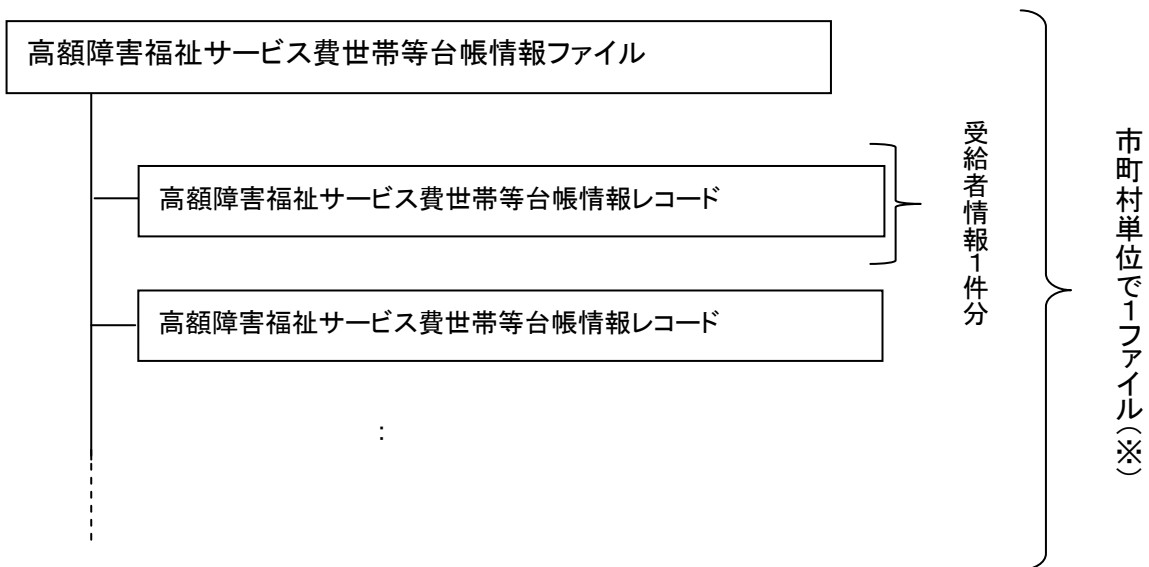 高額障害福祉サービス費世帯等台帳情報ファイル
高額障害福祉サービス費世帯等台帳情報レコード
高額障害福祉サービス費世帯等台帳情報レコード
:
受給者情報1件分
市町村単位で1ファイル(※)